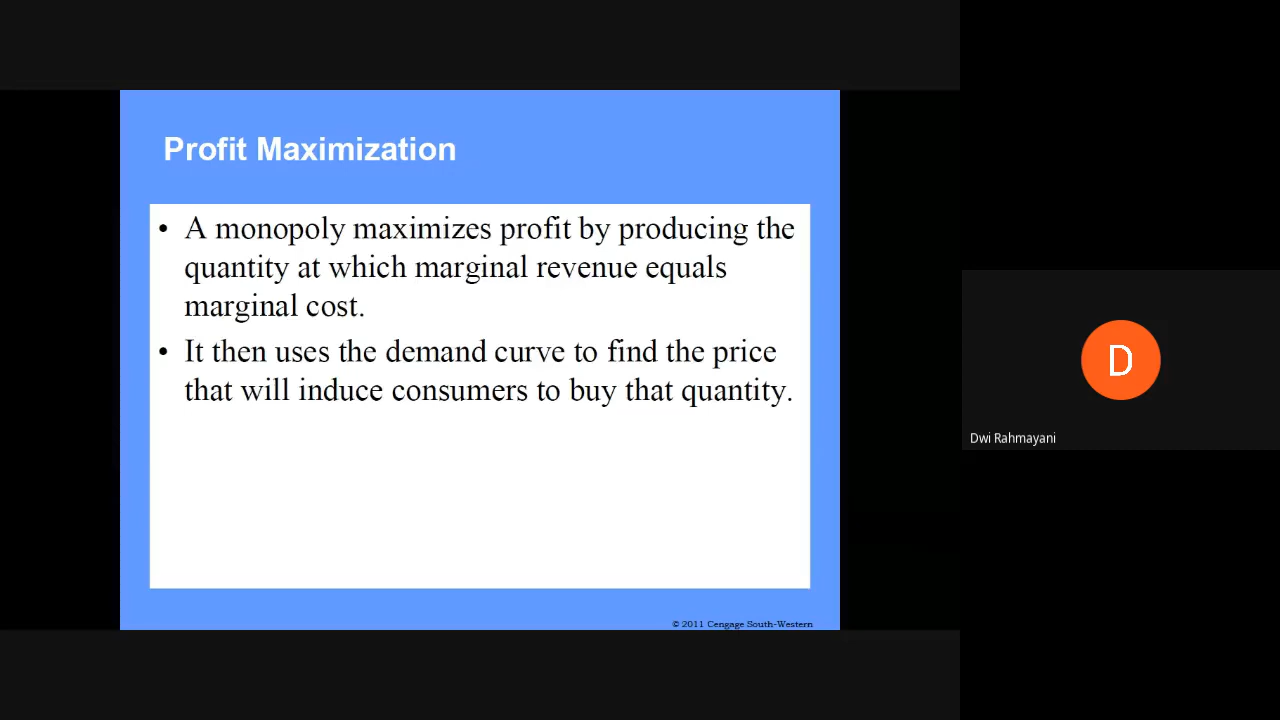 Profit Maximization
• A monopoly maximizes profit by producing the
quantity at which marginal revenue equals
marginal cost.
• It then uses the demand curve to find the price
that will induce consumers to buy that quantity.
© 2011 Cengage South-Western
D
Dwi Rahmayani